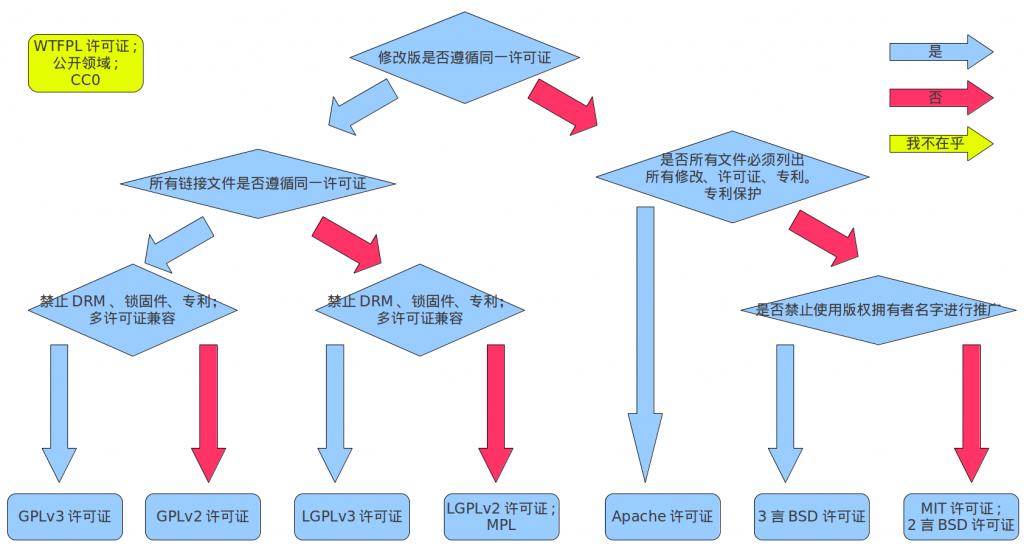 WTFPL 许可证 ;
公开领域 ;
CC0
修改版是否遵循同一许可证
是
否
我不在乎
所有链接文件是否遵循同一许可证
是否所有文件必须列出
所有修改、许可证、专利。
专利保护
禁止 DRM 、锁固件、专利 ;
多许可证兼容
禁止 DRM 、锁固件、专利 ;
多许可证兼容
是否禁止使用版权拥有者名字进行推广
GPLv3 许可证
GPLv2 许可证
LGPLv3 许可证
LGPLv2 许可证 ;
MPL
Apache 许可证
3 言 BSD 许可证
MIT 许可证 ;
2 言 BSD 许可证